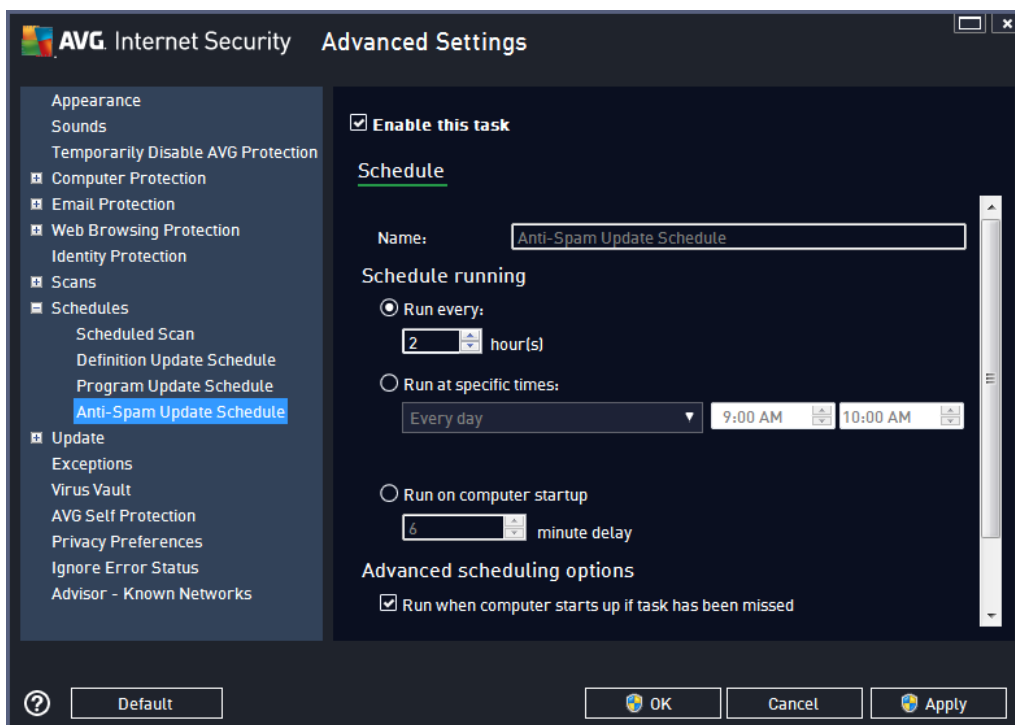 AVG. Internet Security Advanced Settings
Appearance
Sounds
Temporarily Disable AVG Protection
Computer Protection
Email Protection
Web Browsing Protection
Identity Protection
Scans
Schedules
Scheduled Scan
Definition Update Schedule
Program Update Schedule
Anti-Spam Update Schedule
Update
Exceptions
Virus Vault
AVG Self Protection
Privacy Preferences
Ignore Error Status
Advisor - Known Networks
Enable this task
Schedule
Name: Anti-Spam Update Schedule
Schedule running
Run every:
2 hour(s)
Run at specific times:
Every day 9:00 AM 10:00 AM
Run on computer startup
6 minute delay
Advanced scheduling options
Run when computer starts up if task has been missed
? Default OK Cancel Apply